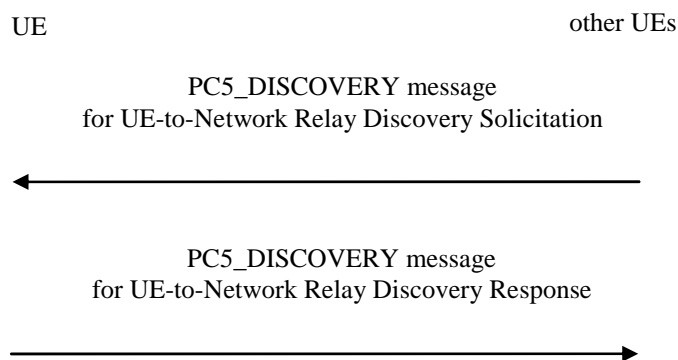 UE
other UEs
PC5_DISCOVERY message
for UE-to-Network Relay Discovery Solicitation
PC5_DISCOVERY message
for UE-to-Network Relay Discovery Response